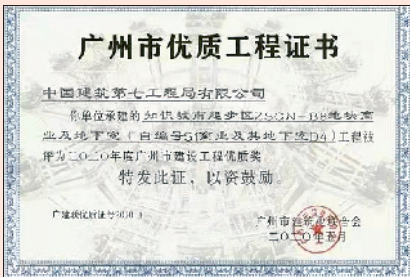 广州市优质工程证书
中国建筑第七工程局有限公司
你单位承建的知识城南起步区ZSCN-B8地块商
业及地下室（自编号S1商业及其地下室D4）工程被
评为二〇二〇年度广州市建设工程优质奖。
特发此证，以资鼓励。
广州市建筑业联合会
二〇二〇年五月